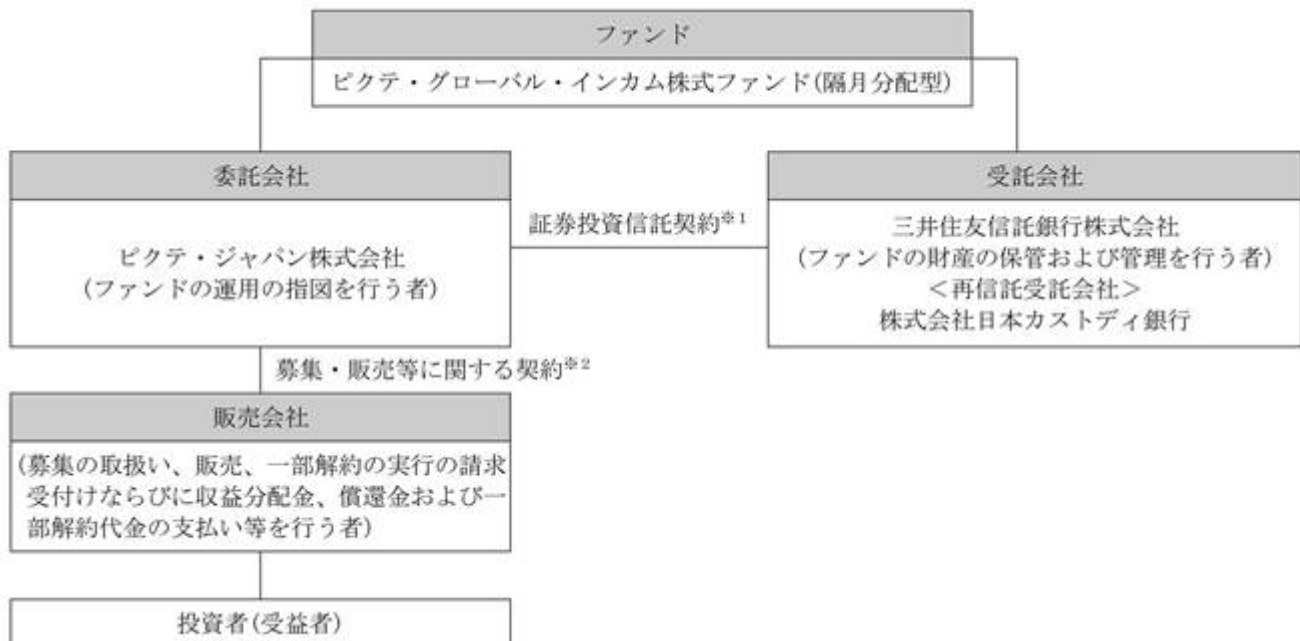 ファンド
ピクテ・グローバル・インカム株式ファンド(隔月分配型)
委託会社
ピクテ・ジャパン株式会社
(ファンドの運用の指図を行う者)
証券投資信託契約※1
受託会社
三井住友信託銀行株式会社
(ファンドの財産の保管および管理を行う者)
<再信託受託会社>
株式会社日本カストディ銀行
募集・販売等に関する契約※2
販売会社
(募集の取扱い、販売、一部解約の実行の請求
受付けならびに収益分配金、償還金および一
部解約代金の支払い等を行う者)
投資者(受益者)